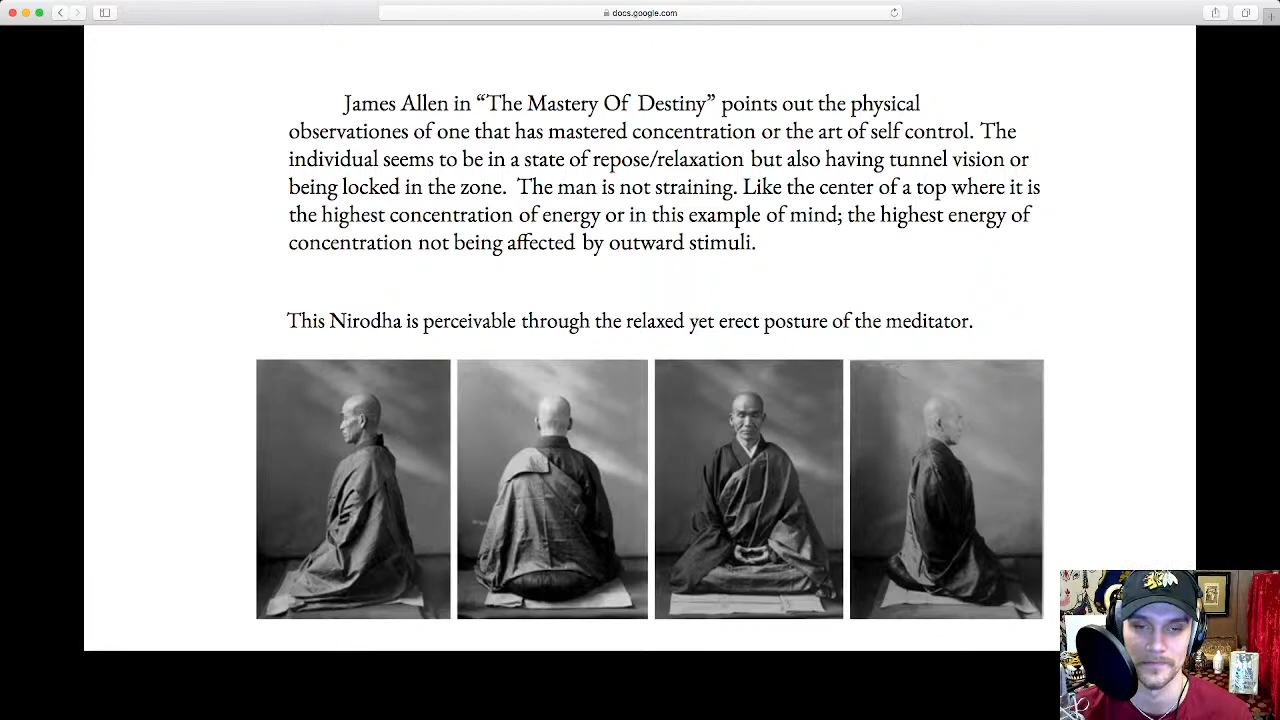 docs.google.com
James Allen in “The Mastery Of Destiny” points out the physical
observationes of one that has mastered concentration or the art of self control. The
individual seems to be in a state of repose/relaxation but also having tunnel vision or
being locked in the zone. The man is not straining. Like the center of a top where it is
the highest concentration of energy or in this example of mind; the highest energy of
concentration not being affected by outward stimuli.
This Nirodha is perceivable through the relaxed yet erect posture of the meditator.